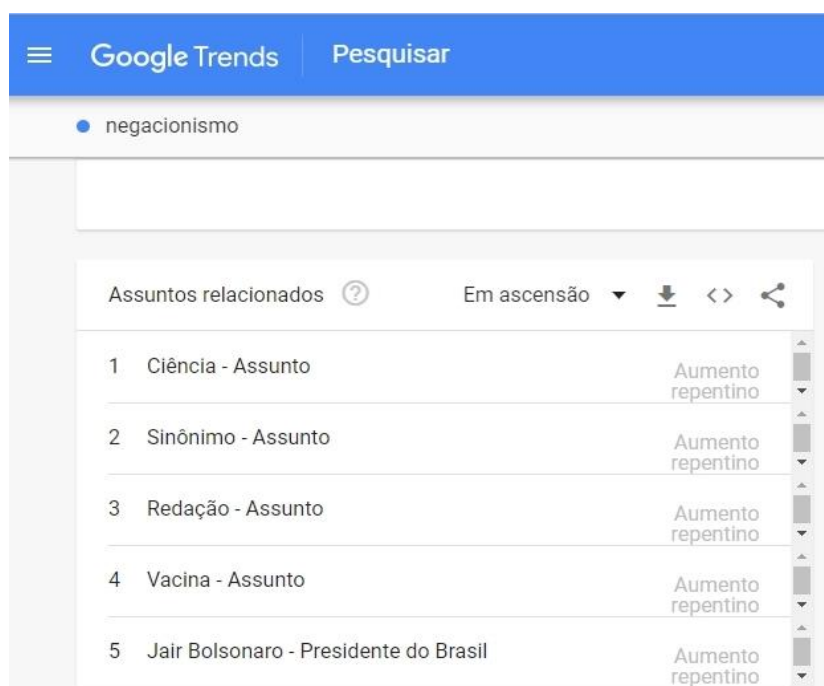 Google Trends Pesquisar
negacionismo
Assuntos relacionados ? Em ascensão <>
1 Ciência - Assunto Aumento
repentino
2 Sinônimo - Assunto Aumento
repentino
3 Redação - Assunto Aumento
repentino
4 Vacina - Assunto Aumento
repentino
5 Jair Bolsonaro - Presidente do Brasil Aumento
repentino